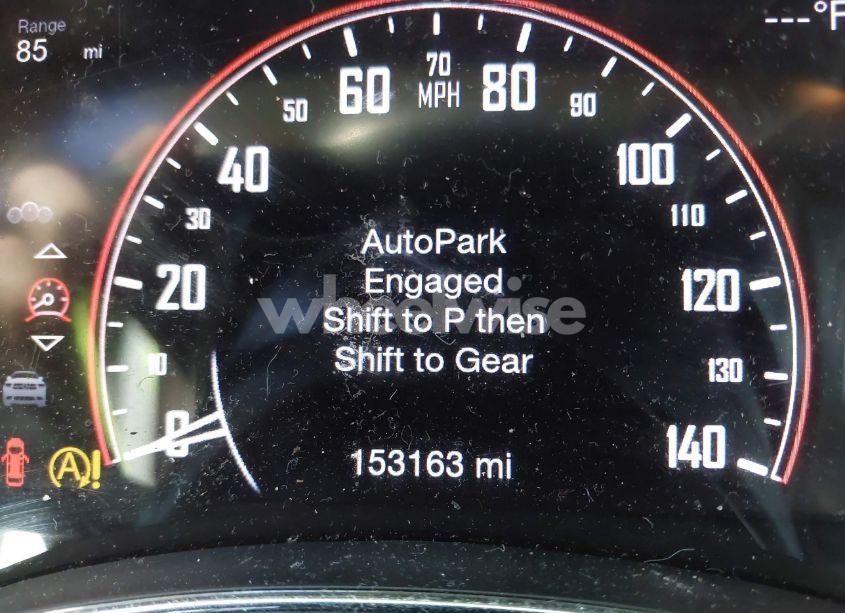 Range
85 mi
---°F
0
10
20
30
40
50
60
70
MPH
80
90
100
110
120
130
140
AutoPark
Engaged
Shift to P then
Shift to Gear
wheelwise
153163 mi
A!